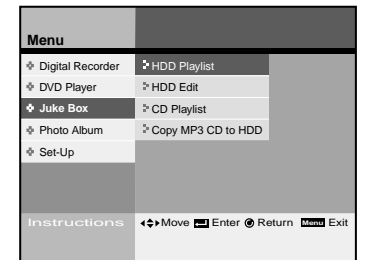 Menu
Digital Recorder
HDD Playlist
DVD Player
HDD Edit
Juke Box
CD Playlist
Photo Album
Copy MP3 CD to HDD
Set-Up
Instructions
Move Enter Return Menu Exit